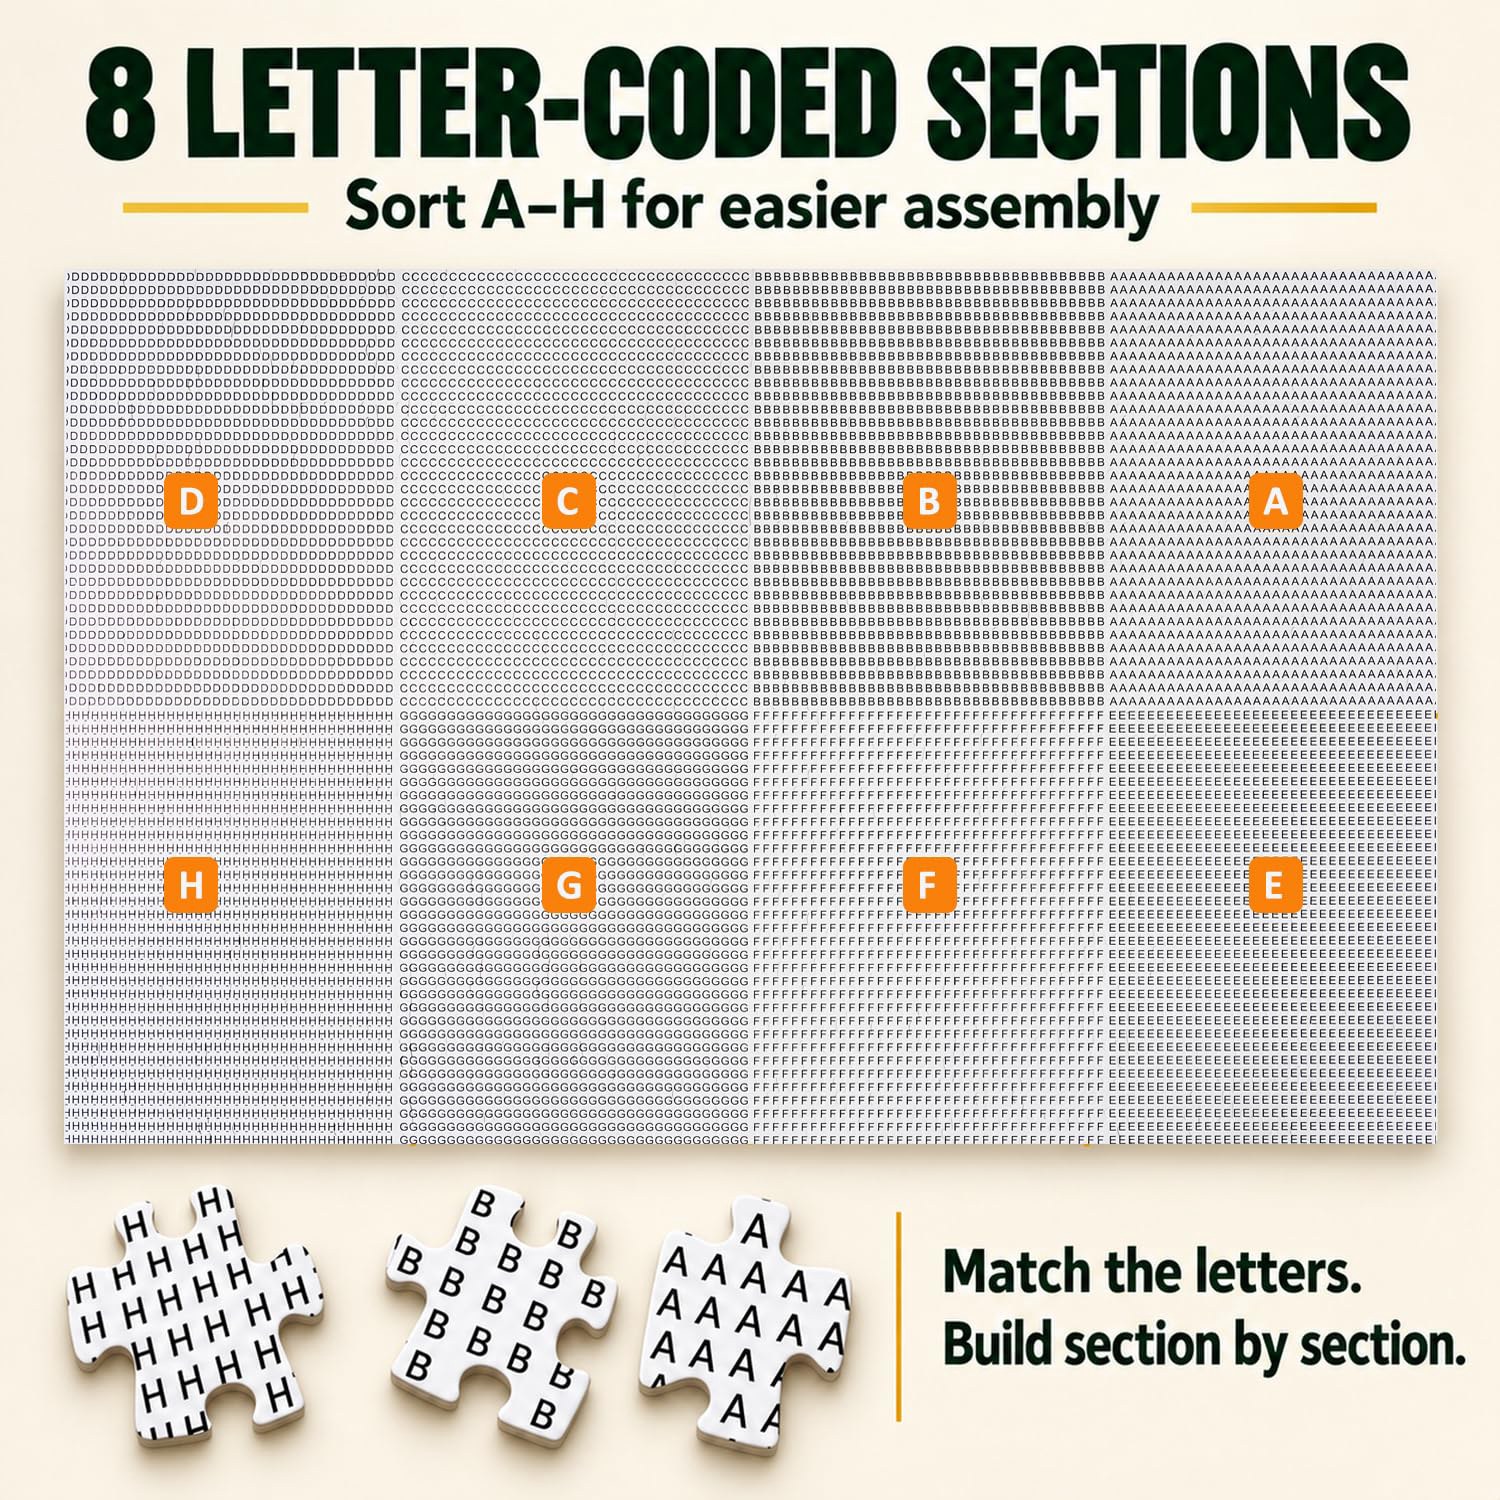 8 LETTER-CODED SECTIONS
Sort A–H for easier assembly
D C B A
H G F E
Match the letters.
Build section by section.